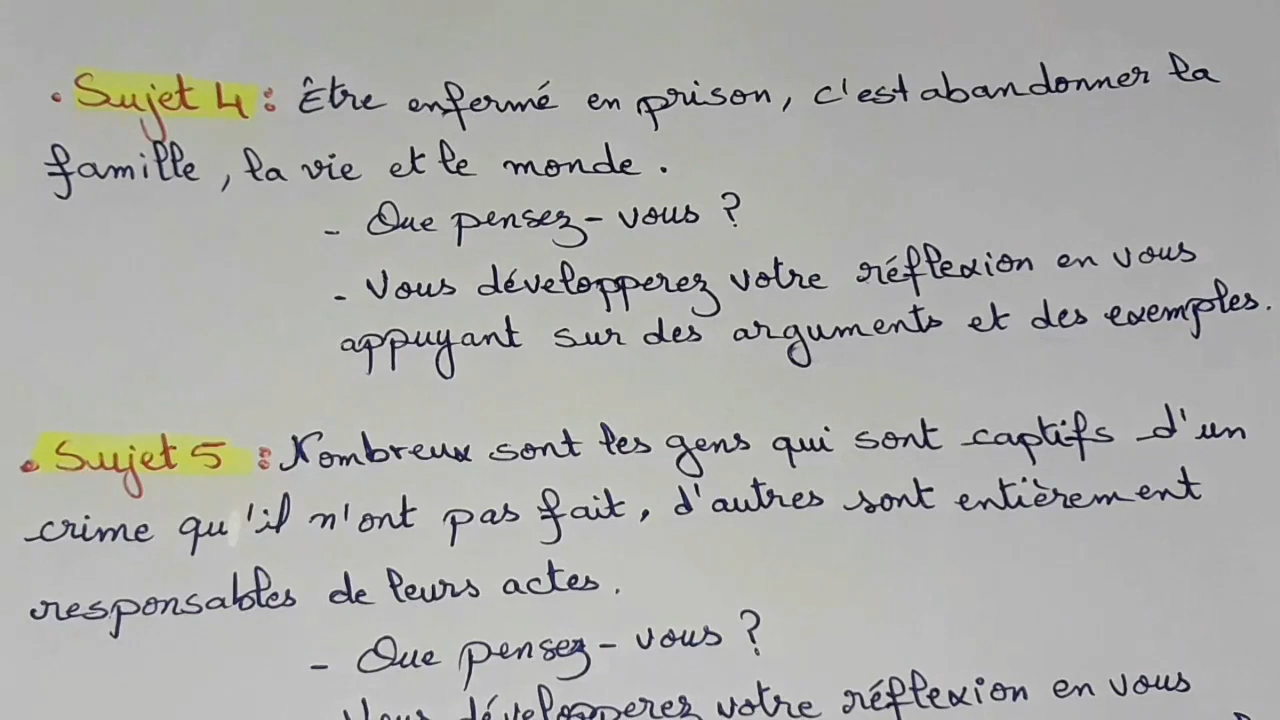 • Sujet 4 : Être enfermé en prison, c'est abandonner la
famille, la vie et le monde.
- Que pensez-vous ?
- Vous développerez votre réflexion en vous
appuyant sur des arguments et des exemples.
• Sujet 5 : Nombreux sont les gens qui sont captifs d'un
crime qu'il n'ont pas fait, d'autres sont entièrement
responsables de leurs actes.
- Que pensez-vous ?
Vous développerez votre réflexion en vous